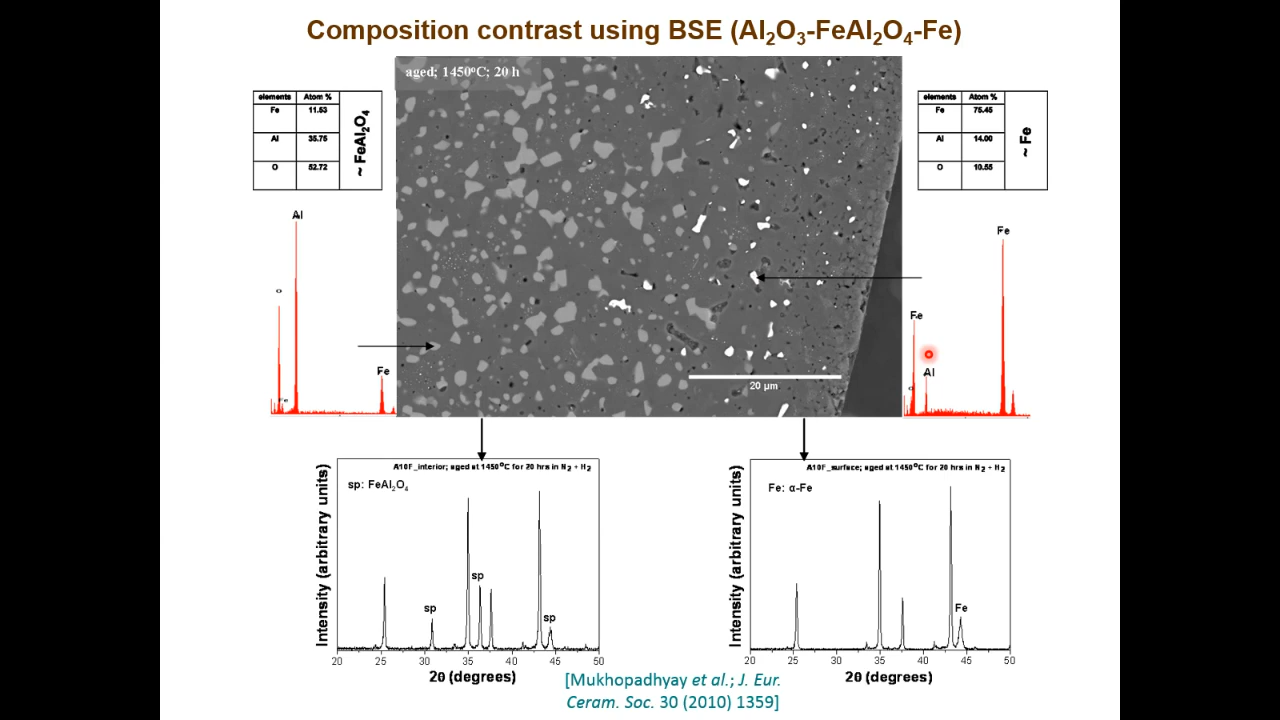 Composition contrast using BSE (Al₂O₃-FeAl₂O₄-Fe)
aged; 1450⁰C; 20 h
elements Atom %
Fe 11.53
Al 35.75
O 52.72
~ FeAl₂O₄
elements Atom %
Fe 75.45
Al 14.00
O 10.55
~ Fe
Al
O
Fe
Fe
Fe
Fe
Al
O
20 µm
A10F_interior; aged at 1450⁰C for 20 hrs in N₂ + H₂
sp: FeAl₂O₄
sp
sp
sp
Intensity (arbitrary units)
20 25 30 35 40 45 50
2θ (degrees)
A10F_surface; aged at 1450⁰C for 20 hrs in N₂ + H₂
Fe: α-Fe
Fe
Intensity (arbitrary units)
20 25 30 35 40 45 50
2θ (degrees)
[Mukhopadhyay et al.; J. Eur.
Ceram. Soc. 30 (2010) 1359]